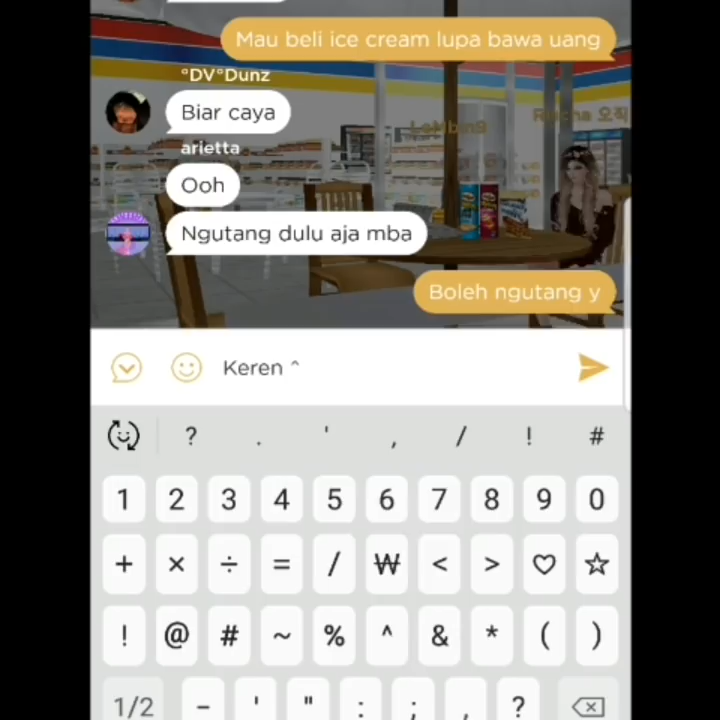 Mau beli ice cream lupa bawa uang
°DV°Dunz
Biar caya
arietta
Ooh
Ngutang dulu aja mba
Boleh ngutang y
Keren ^
? . ' , / ! #
1 2 3 4 5 6 7 8 9 0
+ × ÷ = / ₩ < > ♡ ☆
! @ # ~ % ^ & * ( )
1/2 - ' " : ; , ?